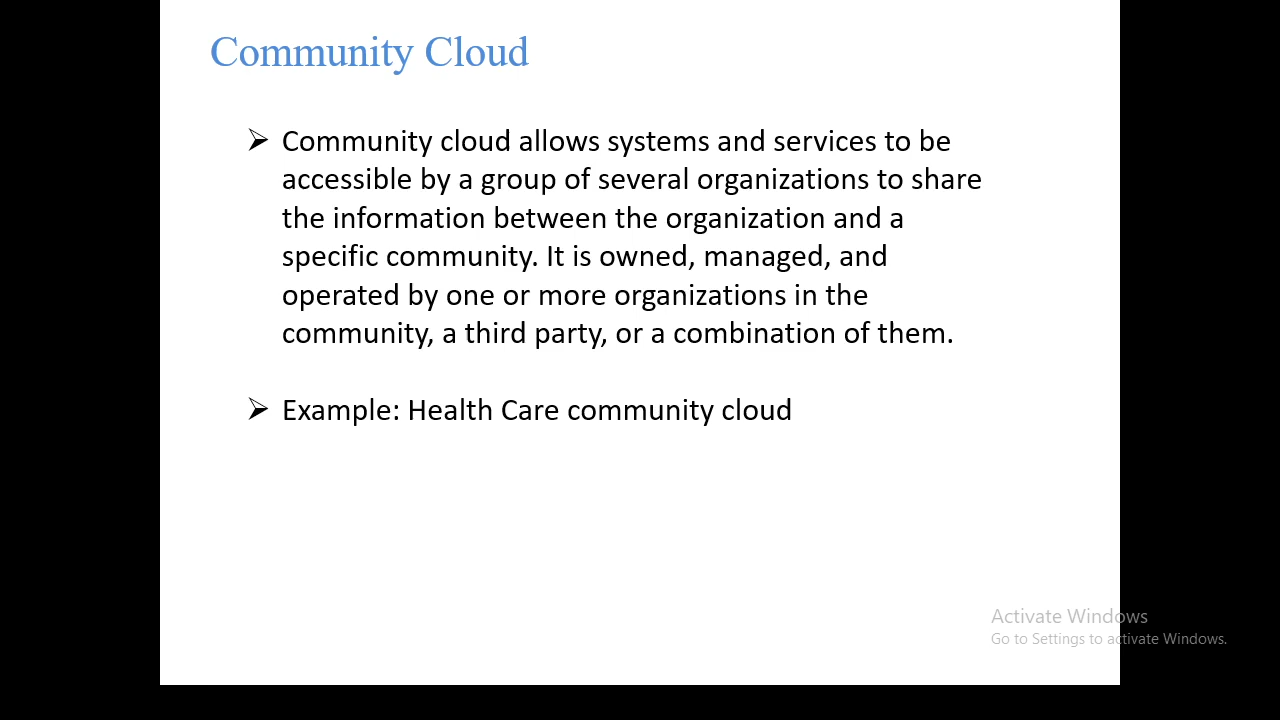 Community Cloud
➢ Community cloud allows systems and services to be
accessible by a group of several organizations to share
the information between the organization and a
specific community. It is owned, managed, and
operated by one or more organizations in the
community, a third party, or a combination of them.
➢ Example: Health Care community cloud
Activate Windows
Go to Settings to activate Windows.